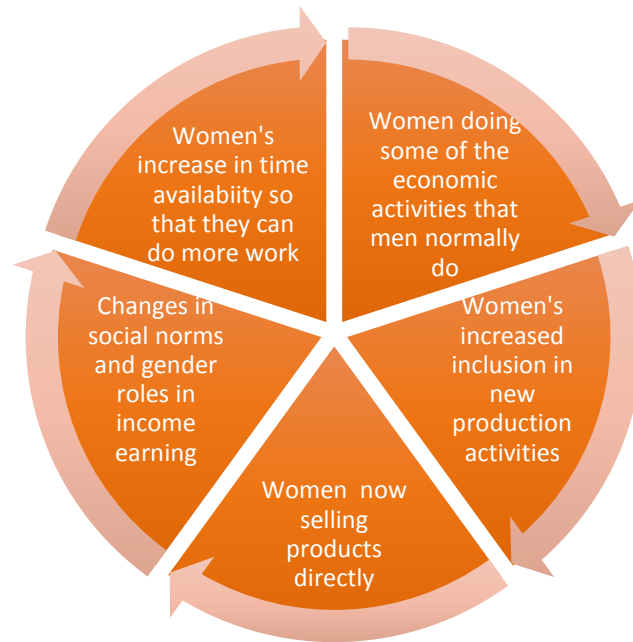 Women doing
some of the
economic
activities that
men normally
do
Women's
increased
inclusion in
new
production
activities
Women now
selling
products
directly
Changes in
social norms
and gender
roles in
income
earning
Women's
increase in time
availabiity so
that they can
do more work